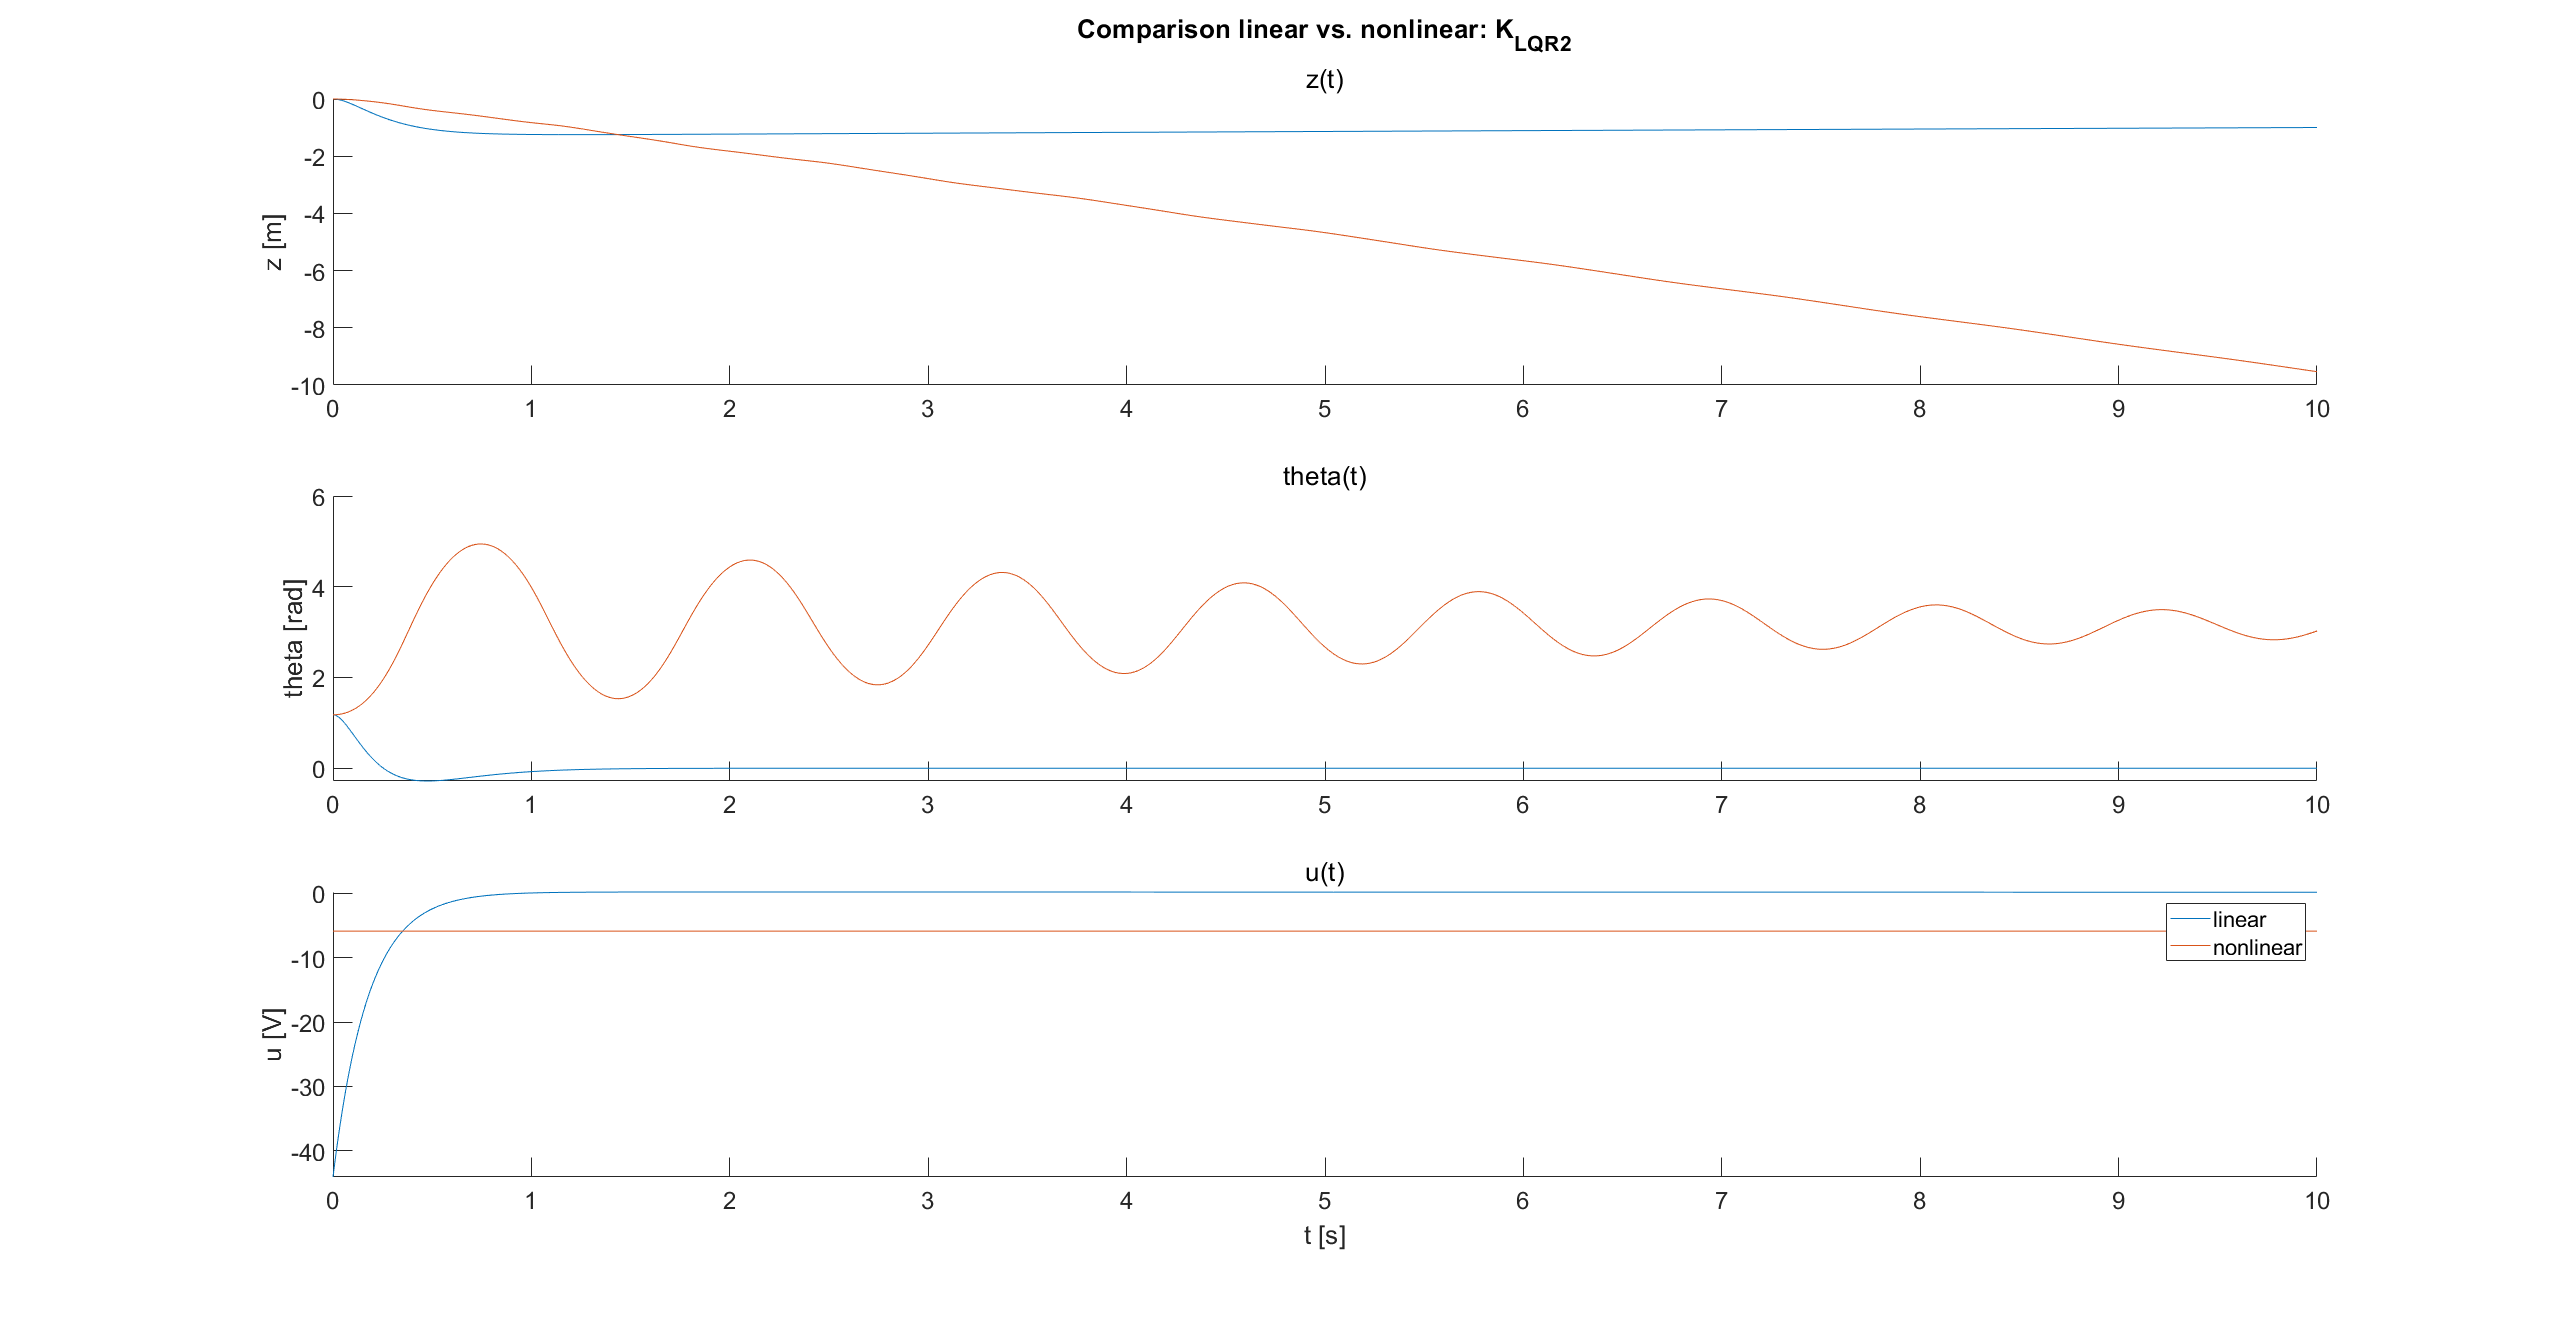 Comparison linear vs. nonlinear: K_LQR2
z(t)
z [m]
0
-2
-4
-6
-8
-10
0 1 2 3 4 5 6 7 8 9 10
theta(t)
theta [rad]
6
4
2
0
0 1 2 3 4 5 6 7 8 9 10
u(t)
u [V]
0
-10
-20
-30
-40
linear
nonlinear
0 1 2 3 4 5 6 7 8 9 10
t [s]